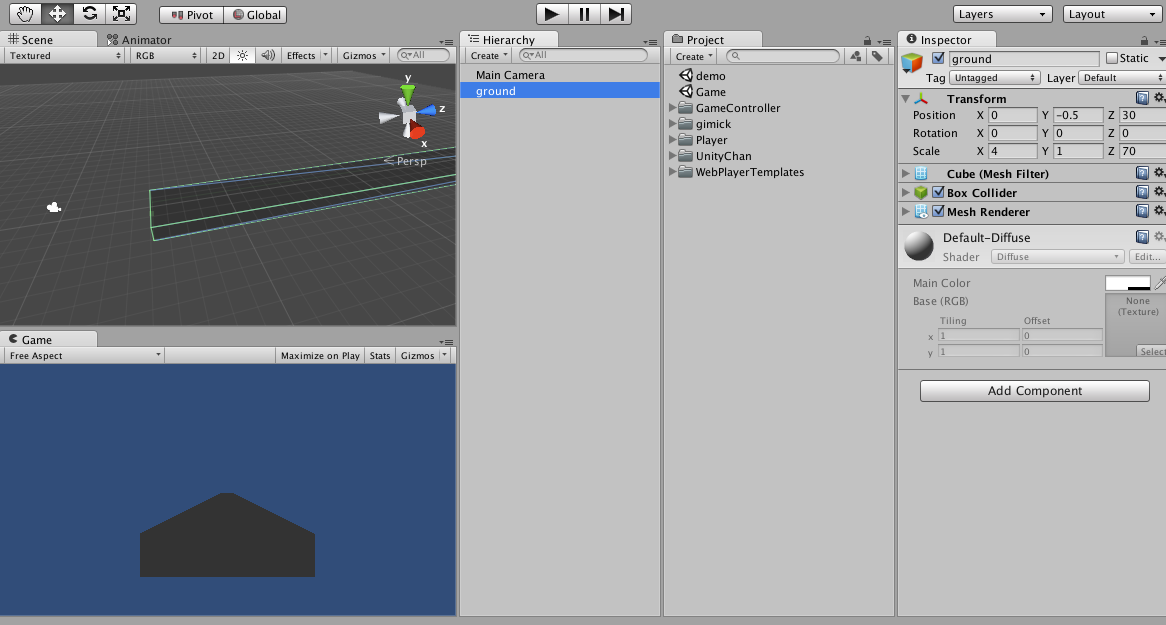 Pivot Global Layers Layout
Scene Animator
Textured RGB 2D Effects Gizmos All
y
z
x
Persp
Game
Free Aspect Maximize on Play Stats Gizmos
Hierarchy
Create All
Main Camera
ground
Project
Create
demo
Game
GameController
gimick
Player
UnityChan
WebPlayerTemplates
Inspector
ground Static
Tag Untagged Layer Default
Transform
Position X 0 Y -0.5 Z 30
Rotation X 0 Y 0 Z 0
Scale X 4 Y 1 Z 70
Cube (Mesh Filter)
Box Collider
Mesh Renderer
Default-Diffuse
Shader Diffuse Edit...
Main Color
Base (RGB) None
(Texture)
Tiling Offset
x 1 0
y 1 0
Select
Add Component